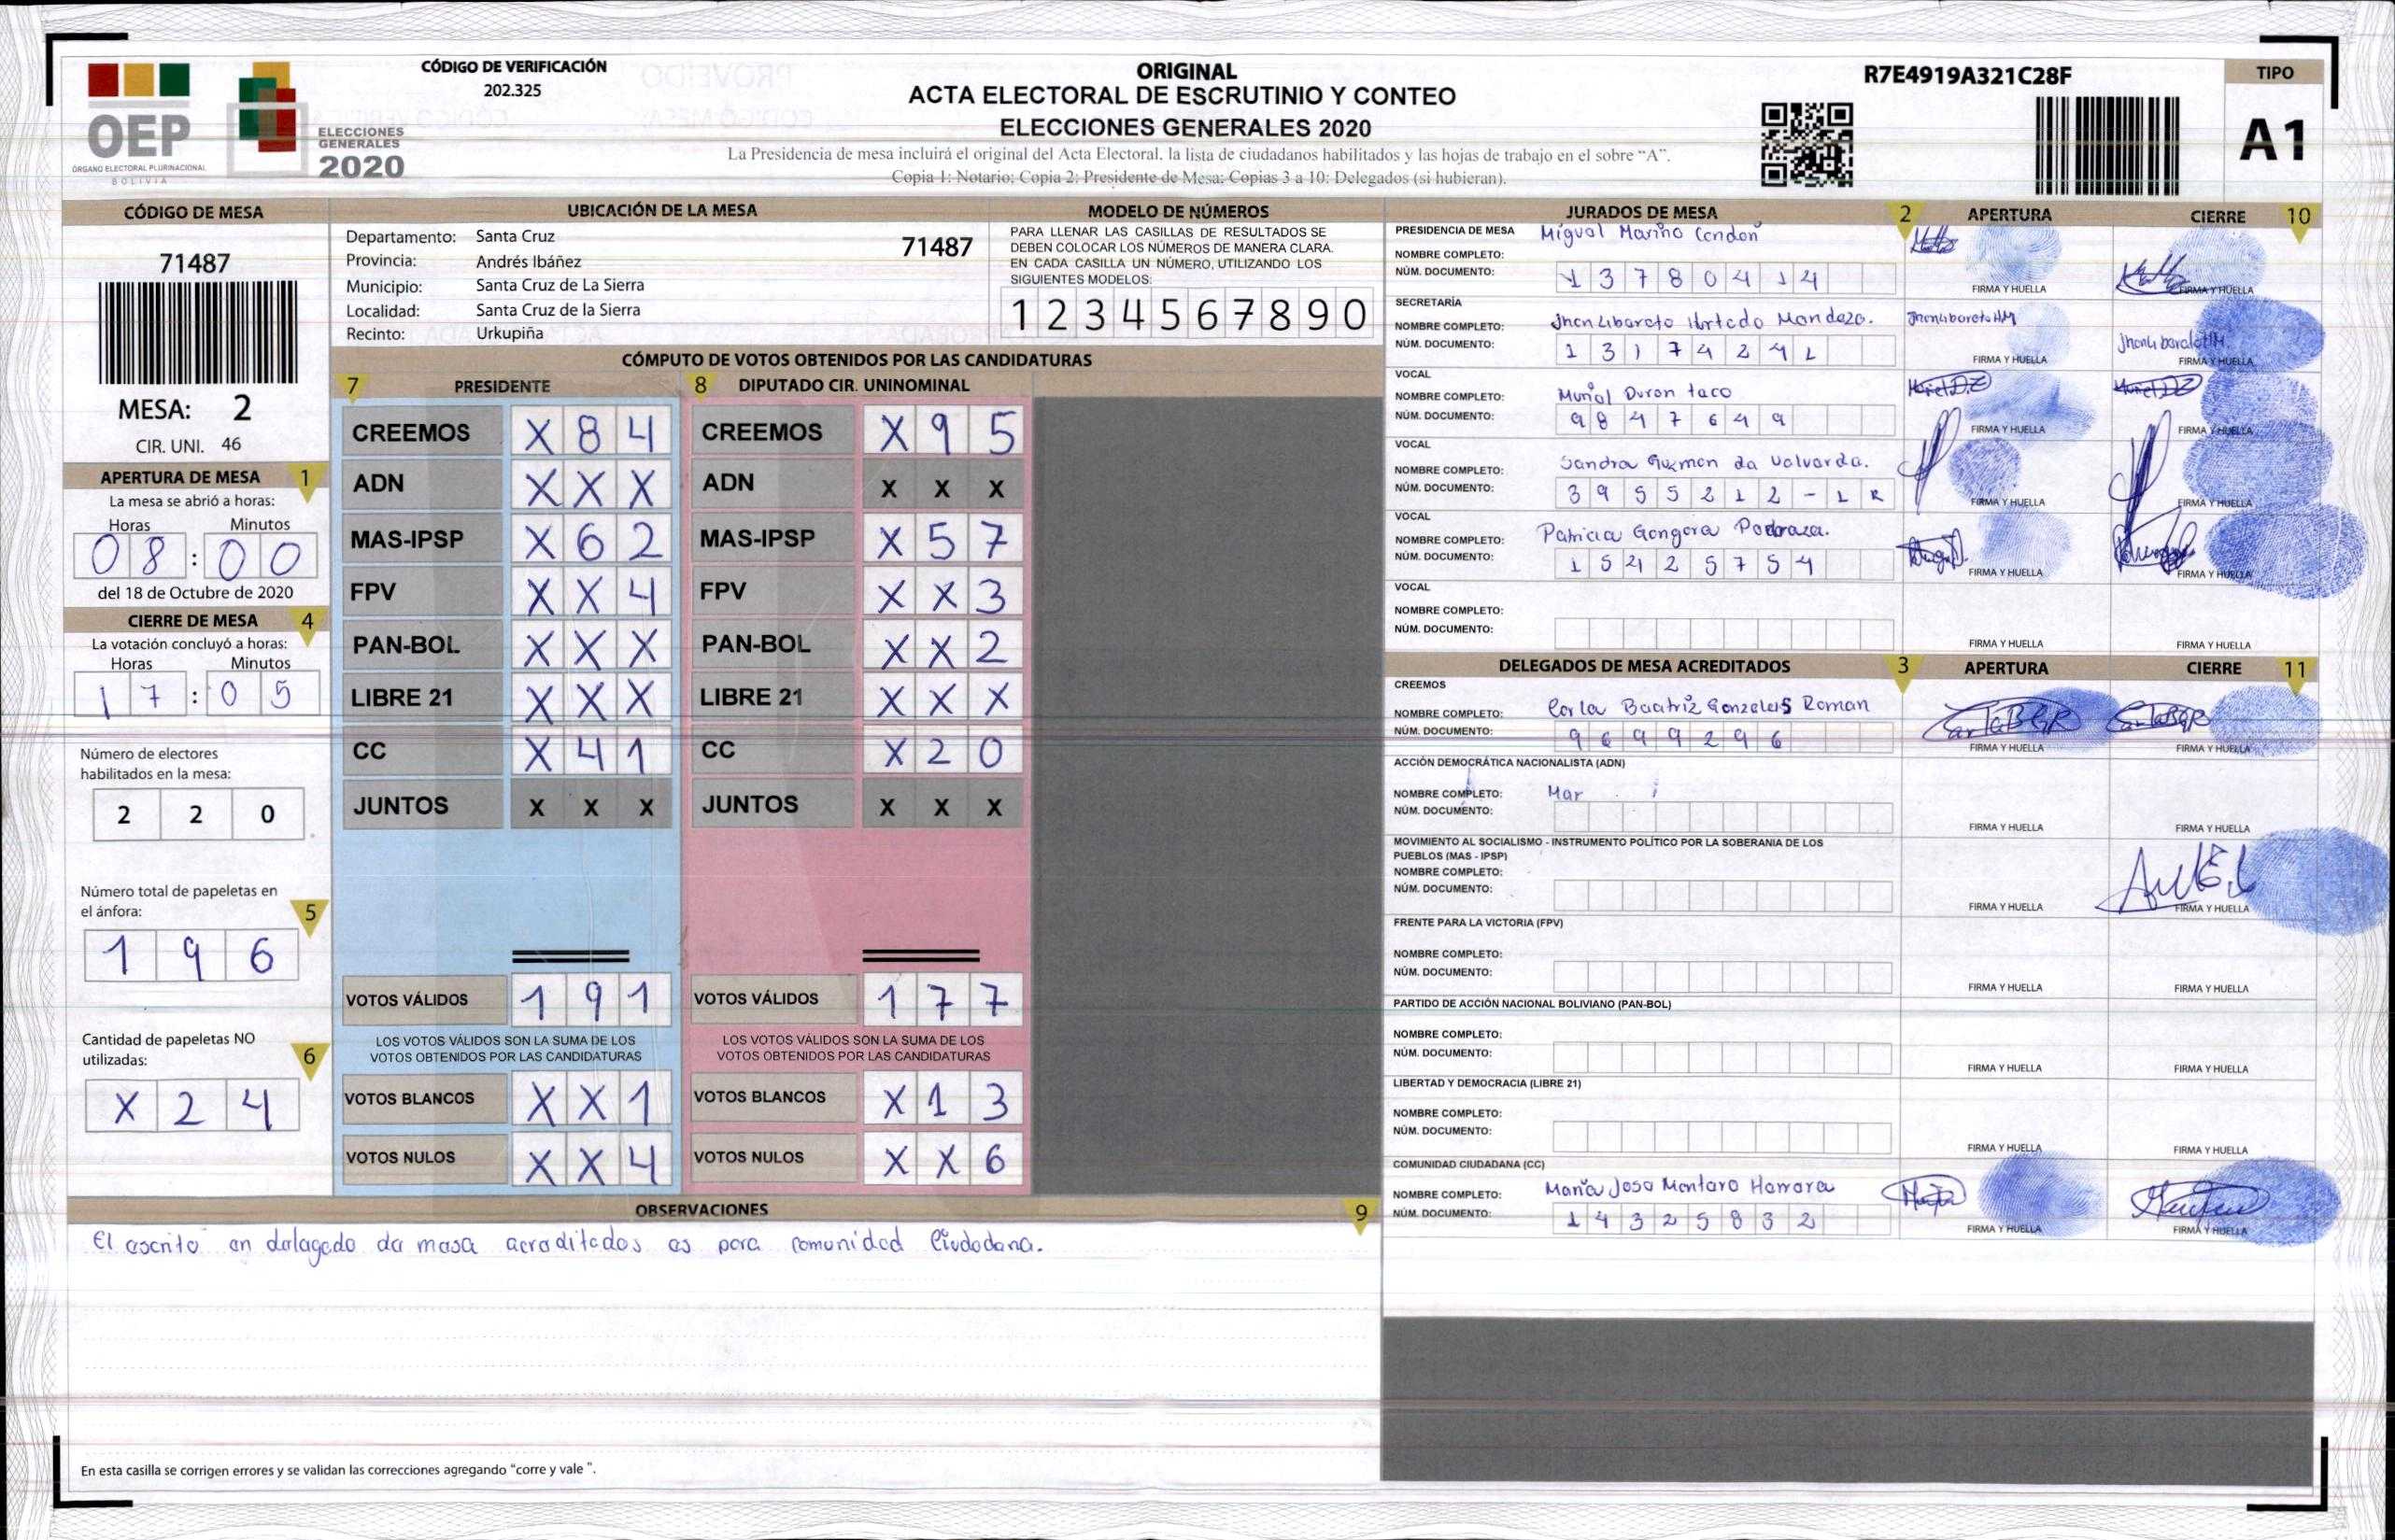 CÓDIGO DE VERIFICACIÓN
202.325
OEP
ÓRGANO ELECTORAL PLURINACIONAL
BOLIVIA
ELECCIONES
GENERALES
2020
ORIGINAL
ACTA ELECTORAL DE ESCRUTINIO Y CONTEO
ELECCIONES GENERALES 2020
La Presidencia de mesa incluirá el original del Acta Electoral, la lista de ciudadanos habilitados y las hojas de trabajo en el sobre “A”.
Copia 1: Notario; Copia 2: Presidente de Mesa; Copias 3 a 10: Delegados (si hubieran).
R7E4919A321C28F
TIPO
A1
CÓDIGO DE MESA
71487
MESA: 2
CIR. UNI. 46
APERTURA DE MESA 1
La mesa se abrió a horas:
Horas Minutos
08:00
del 18 de Octubre de 2020
CIERRE DE MESA 4
La votación concluyó a horas:
Horas Minutos
17:05
Número de electores
habilitados en la mesa:
2 2 0
Número total de papeletas en
el ánfora: 5
1 9 6
Cantidad de papeletas NO
utilizadas: 6
X 2 4
UBICACIÓN DE LA MESA
Departamento: Santa Cruz 71487
Provincia: Andrés Ibáñez
Municipio: Santa Cruz de La Sierra
Localidad: Santa Cruz de la Sierra
Recinto: Urkupiña
MODELO DE NÚMEROS
PARA LLENAR LAS CASILLAS DE RESULTADOS SE
DEBEN COLOCAR LOS NÚMEROS DE MANERA CLARA.
EN CADA CASILLA UN NÚMERO, UTILIZANDO LOS
SIGUIENTES MODELOS:
1 2 3 4 5 6 7 8 9 0
CÓMPUTO DE VOTOS OBTENIDOS POR LAS CANDIDATURAS
7 PRESIDENTE
CREEMOS X 8 4
ADN X X X
MAS-IPSP X 6 2
FPV X X 4
PAN-BOL X X X
LIBRE 21 X X X
CC X 4 1
JUNTOS X X X
VOTOS VÁLIDOS 1 9 1
LOS VOTOS VÁLIDOS SON LA SUMA DE LOS
VOTOS OBTENIDOS POR LAS CANDIDATURAS
VOTOS BLANCOS X X 1
VOTOS NULOS X X 4
8 DIPUTADO CIR. UNINOMINAL
CREEMOS X 9 5
ADN X X X
MAS-IPSP X 5 7
FPV X X 3
PAN-BOL X X 2
LIBRE 21 X X X
CC X 2 0
JUNTOS X X X
VOTOS VÁLIDOS 1 7 7
LOS VOTOS VÁLIDOS SON LA SUMA DE LOS
VOTOS OBTENIDOS POR LAS CANDIDATURAS
VOTOS BLANCOS X 1 3
VOTOS NULOS X X 6
OBSERVACIONES 9
El escrito en delegado de mesa acreditados es para comunidad Ciudadana.
En esta casilla se corrigen errores y se validan las correcciones agregando “corre y vale ”.
JURADOS DE MESA 2 APERTURA CIERRE 10
PRESIDENCIA DE MESA
NOMBRE COMPLETO: Miguel Mariño
NÚM. DOCUMENTO: 1 3 7 8 0 4 1 4
FIRMA Y HUELLA FIRMA Y HUELLA
SECRETARÍA
NOMBRE COMPLETO: Jhon Libareto Hurtado Mendeza.
NÚM. DOCUMENTO: 1 3 1 7 4 2 4 1
FIRMA Y HUELLA FIRMA Y HUELLA
VOCAL
NOMBRE COMPLETO: Muriel Duran taco
NÚM. DOCUMENTO: 9 8 4 7 6 4 9
FIRMA Y HUELLA FIRMA Y HUELLA
VOCAL
NOMBRE COMPLETO: Sandra Guzman de Valverde.
NÚM. DOCUMENTO: 3 9 5 5 2 1 2 - 1 R
FIRMA Y HUELLA FIRMA Y HUELLA
VOCAL
NOMBRE COMPLETO: Patricia Gongora Pedraza.
NÚM. DOCUMENTO: 1 5 2 1 2 5 7 5 4
FIRMA Y HUELLA FIRMA Y HUELLA
VOCAL
NOMBRE COMPLETO:
NÚM. DOCUMENTO:
FIRMA Y HUELLA FIRMA Y HUELLA
DELEGADOS DE MESA ACREDITADOS 3 APERTURA CIERRE 11
CREEMOS
NOMBRE COMPLETO: Carla Beatriz Gonzales Roman
NÚM. DOCUMENTO: 9 6 9 9 2 9 6
FIRMA Y HUELLA FIRMA Y HUELLA
ACCIÓN DEMOCRÁTICA NACIONALISTA (ADN)
NOMBRE COMPLETO: Mar
NÚM. DOCUMENTO:
FIRMA Y HUELLA FIRMA Y HUELLA
MOVIMIENTO AL SOCIALISMO - INSTRUMENTO POLÍTICO POR LA SOBERANIA DE LOS
PUEBLOS (MAS - IPSP)
NOMBRE COMPLETO:
NÚM. DOCUMENTO:
FIRMA Y HUELLA FIRMA Y HUELLA
FRENTE PARA LA VICTORIA (FPV)
NOMBRE COMPLETO:
NÚM. DOCUMENTO:
FIRMA Y HUELLA FIRMA Y HUELLA
PARTIDO DE ACCIÓN NACIONAL BOLIVIANO (PAN-BOL)
NOMBRE COMPLETO:
NÚM. DOCUMENTO:
FIRMA Y HUELLA FIRMA Y HUELLA
LIBERTAD Y DEMOCRACIA (LIBRE 21)
NOMBRE COMPLETO:
NÚM. DOCUMENTO:
FIRMA Y HUELLA FIRMA Y HUELLA
COMUNIDAD CIUDADANA (CC)
NOMBRE COMPLETO: Maria Jose Montero Herrera
NÚM. DOCUMENTO: 1 4 3 2 5 8 3 2
FIRMA Y HUELLA FIRMA Y HUELLA